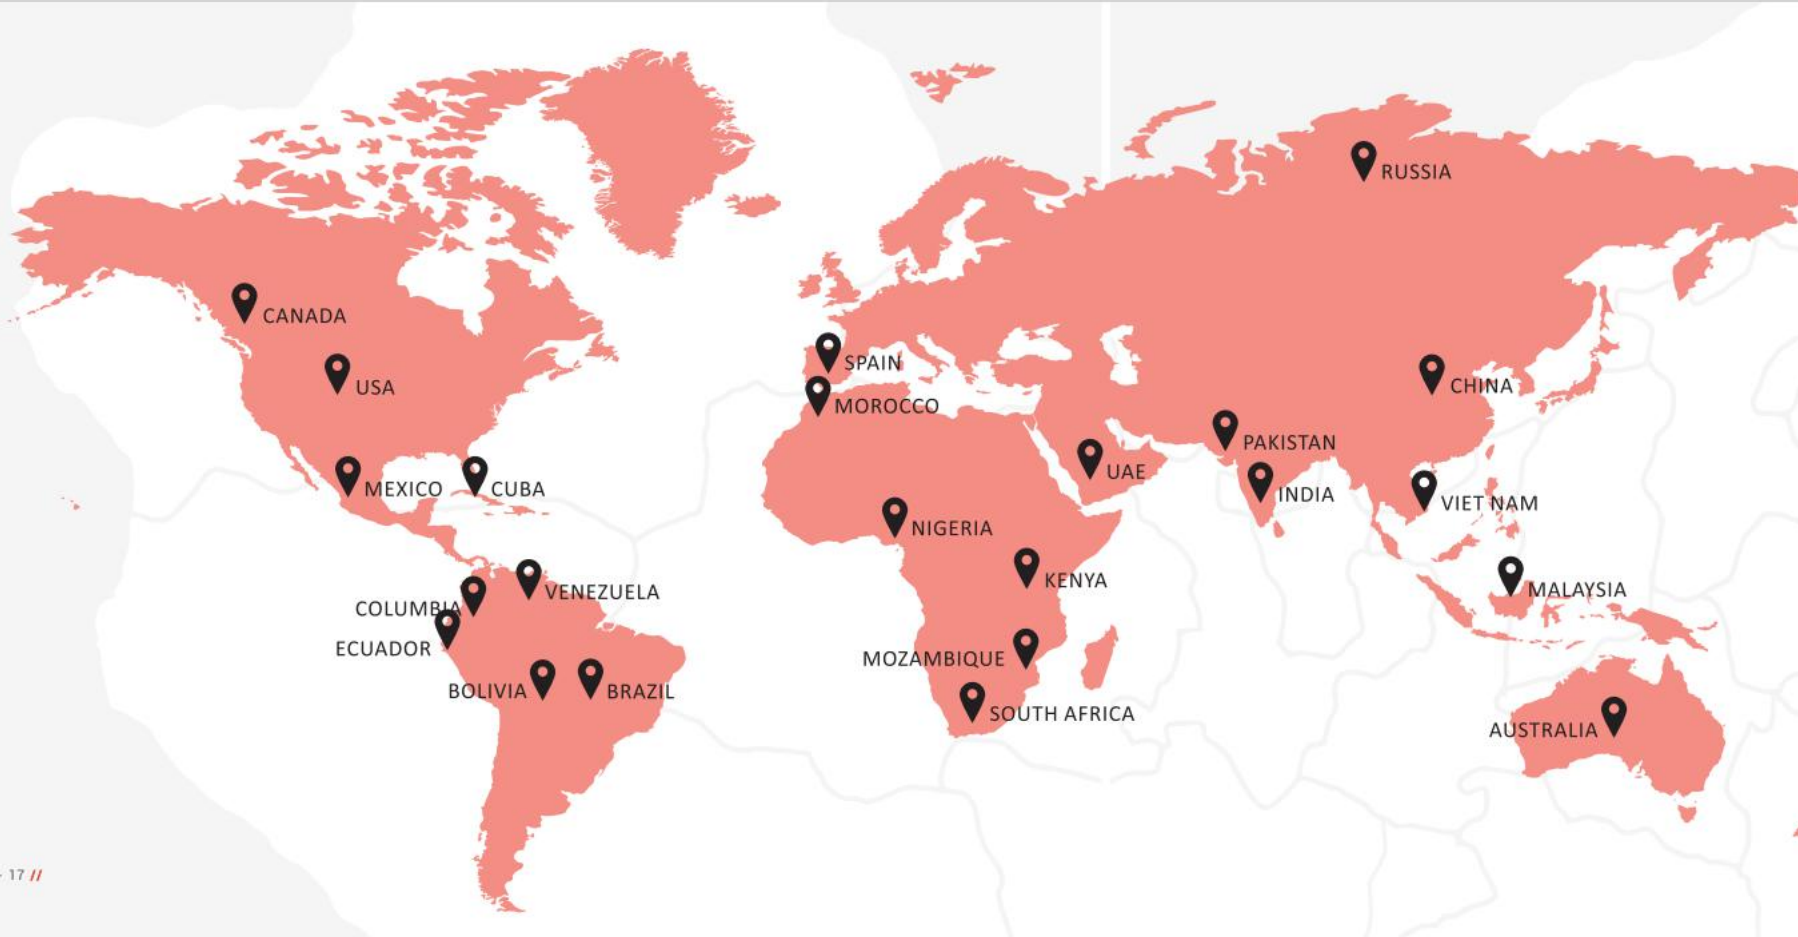 RUSSIA
CANADA
SPAIN
USA
CHINA
MOROCCO
PAKISTAN
UAE
MEXICO
CUBA
INDIA
VIET NAM
NIGERIA
KENYA
VENEZUELA
MALAYSIA
COLUMBIA
ECUADOR
MOZAMBIQUE
BOLIVIA
BRAZIL
SOUTH AFRICA
AUSTRALIA
17 //